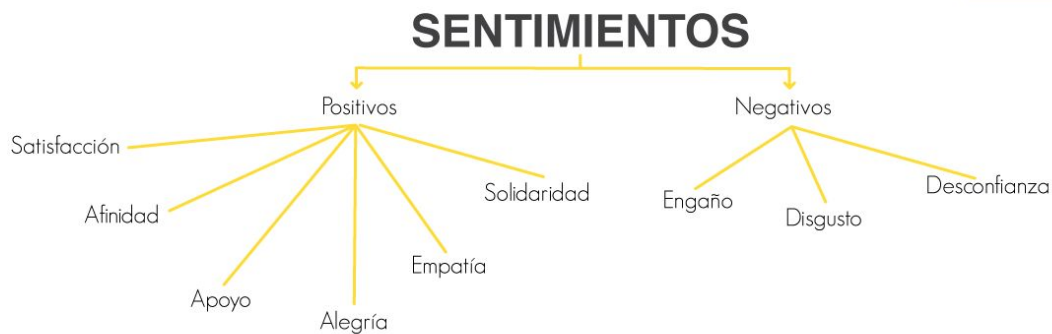 SENTIMIENTOS
Positivos
Negativos
Satisfacción
Afinidad
Apoyo
Alegría
Empatía
Solidaridad
Engaño
Disgusto
Desconfianza